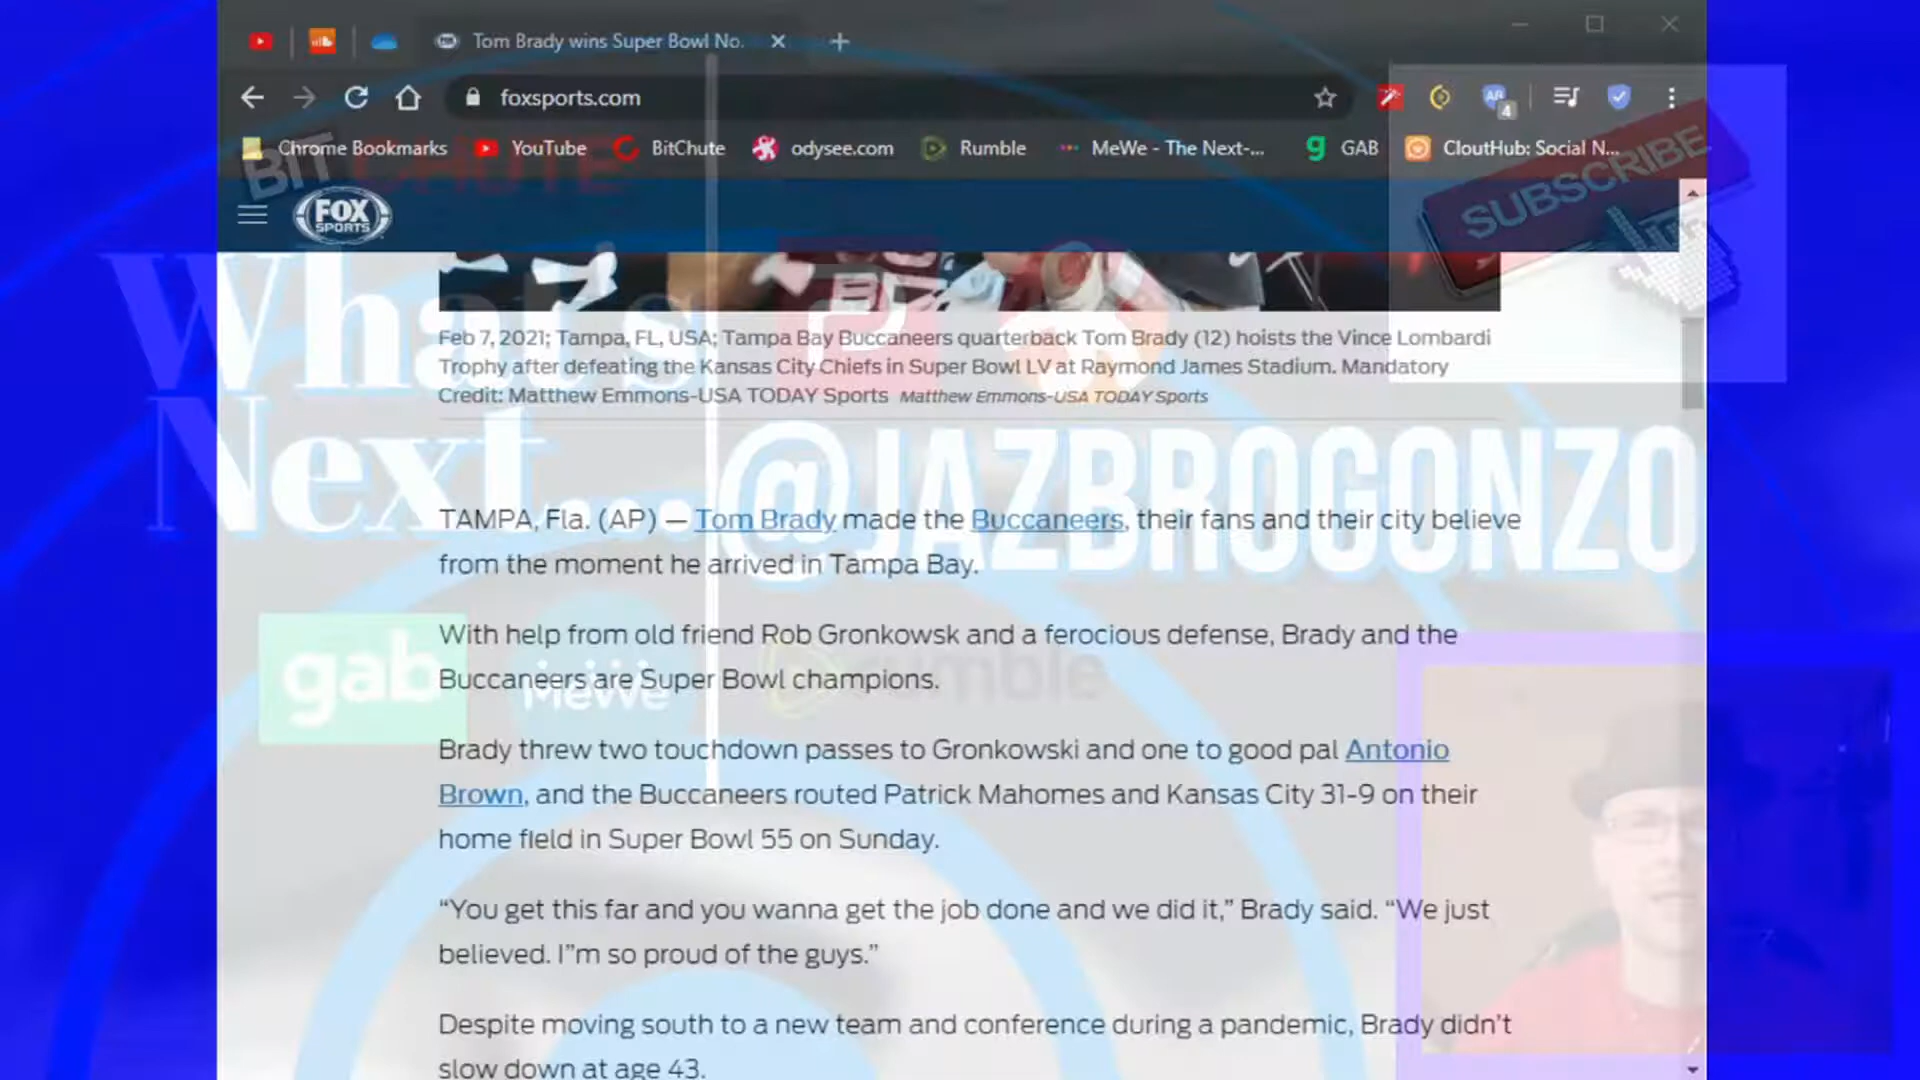 Tom Brady wins Super Bowl No.
foxsports.com
AB 4
Chrome Bookmarks YouTube BitChute odysee.com Rumble MeWe - The Next-... GAB CloutHub: Social N...
BIT CHUTE
SUBSCRIBE
FOX SPORTS
What's
Next...
@JAZBROGONZO
Feb 7, 2021; Tampa, FL, USA; Tampa Bay Buccaneers quarterback Tom Brady (12) hoists the Vince Lombardi
Trophy after defeating the Kansas City Chiefs in Super Bowl LV at Raymond James Stadium. Mandatory
Credit: Matthew Emmons-USA TODAY Sports Matthew Emmons-USA TODAY Sports
TAMPA, Fla. (AP) — Tom Brady made the Buccaneers, their fans and their city believe
from the moment he arrived in Tampa Bay.
With help from old friend Rob Gronkowsk and a ferocious defense, Brady and the
Buccaneers are Super Bowl champions.
gab MeWe rumble
Brady threw two touchdown passes to Gronkowski and one to good pal Antonio
Brown, and the Buccaneers routed Patrick Mahomes and Kansas City 31-9 on their
home field in Super Bowl 55 on Sunday.
“You get this far and you wanna get the job done and we did it,” Brady said. “We just
believed. I”m so proud of the guys.”
Despite moving south to a new team and conference during a pandemic, Brady didn’t
slow down at age 43.